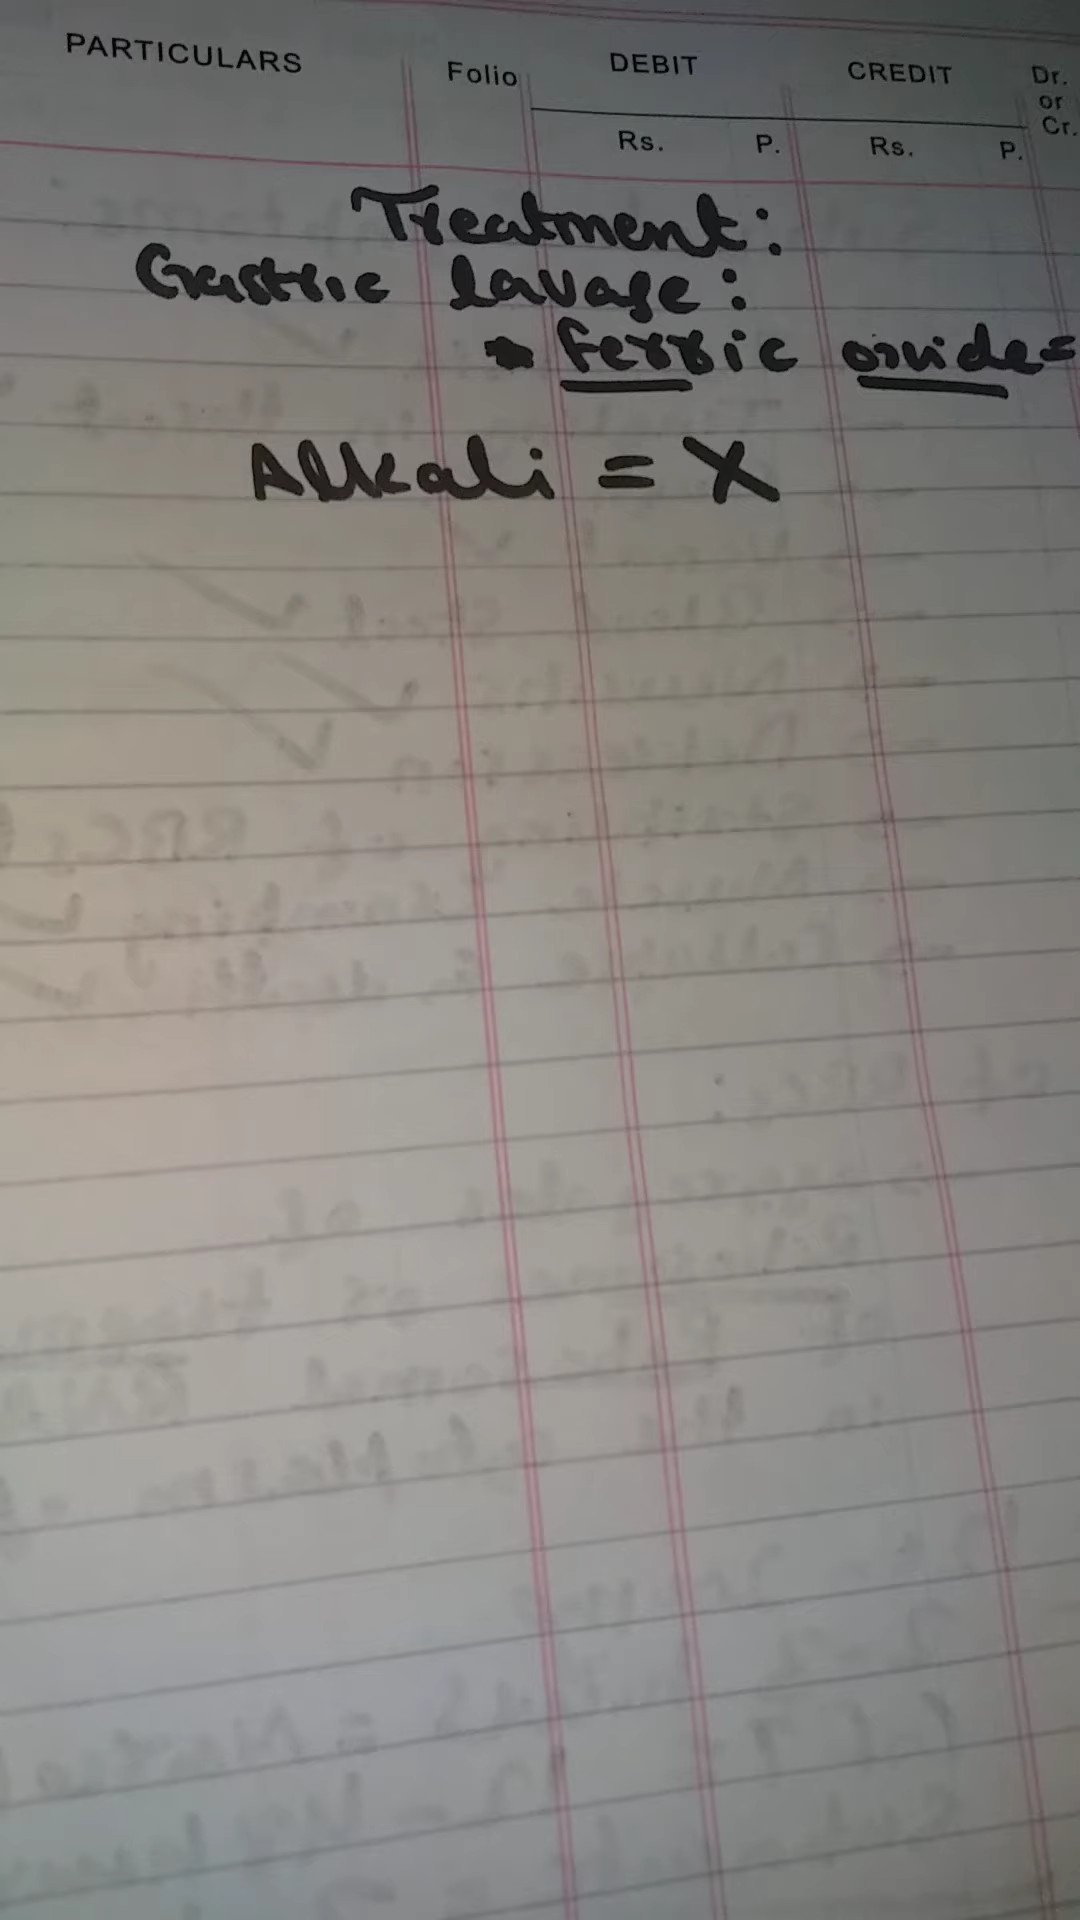 PARTICULARS Folio DEBIT CREDIT Dr. or Cr.
Rs. P. Rs. P.
Treatment:
Gastric lavage:
→ Ferric oxide =
Alkali = X